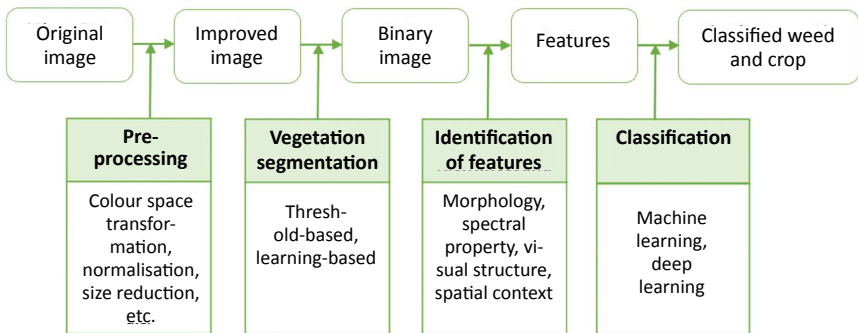 Original
image
Improved
image
Binary
image
Features
Classified weed
and crop
Pre-
processing
Colour space
transfor-
mation,
normalisation,
size reduction,
etc.
Vegetation
segmentation
Thresh-
old-based,
learning-based
Identification
of features
Morphology,
spectral
property, vi-
sual structure,
spatial context
Classification
Machine
learning,
deep
learning